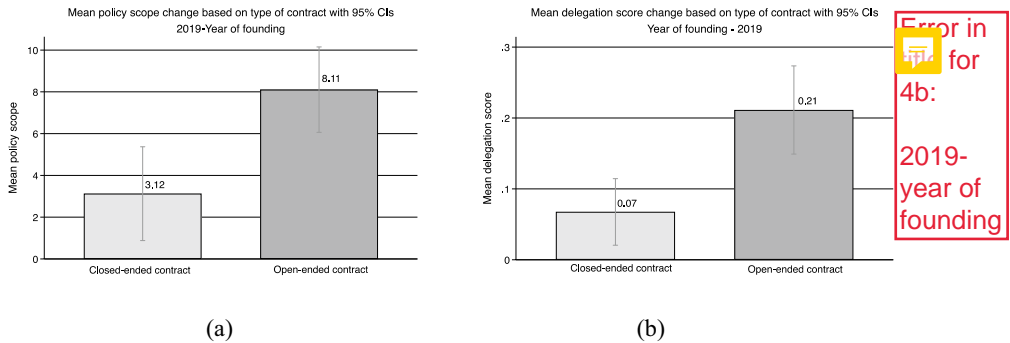 Mean policy scope change based on type of contract with 95% CIs
2019-Year of founding
Mean policy scope
10
8
6
4
2
0
3.12
8.11
Closed-ended contract
Open-ended contract
(a)
Mean delegation score change based on type of contract with 95% CIs
Year of founding - 2019
Mean delegation score
.3
.2
.1
0
0.07
0.21
Closed-ended contract
Open-ended contract
(b)
Error in
title for
4b:
2019-
year of
founding